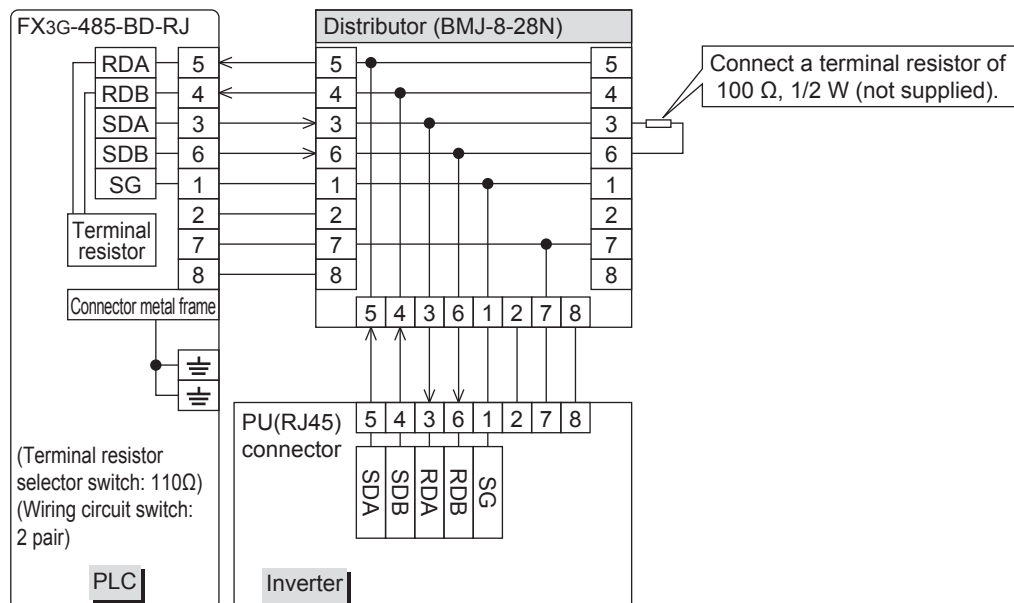 FX3G-485-BD-RJ
Distributor (BMJ-8-28N)
Connect a terminal resistor of
100 Ω, 1/2 W (not supplied).
RDA 5 5 5
RDB 4 4 4
SDA 3 3 3
SDB 6 6 6
SG 1 1 1
2 2 2
7 7 7
8 8 8
Terminal
resistor
Connector metal frame
5 4 3 6 1 2 7 8
PU(RJ45)
connector
5 4 3 6 1 2 7 8
SDA
SDB
RDA
RDB
SG
(Terminal resistor
selector switch: 110Ω)
(Wiring circuit switch:
2 pair)
PLC
Inverter